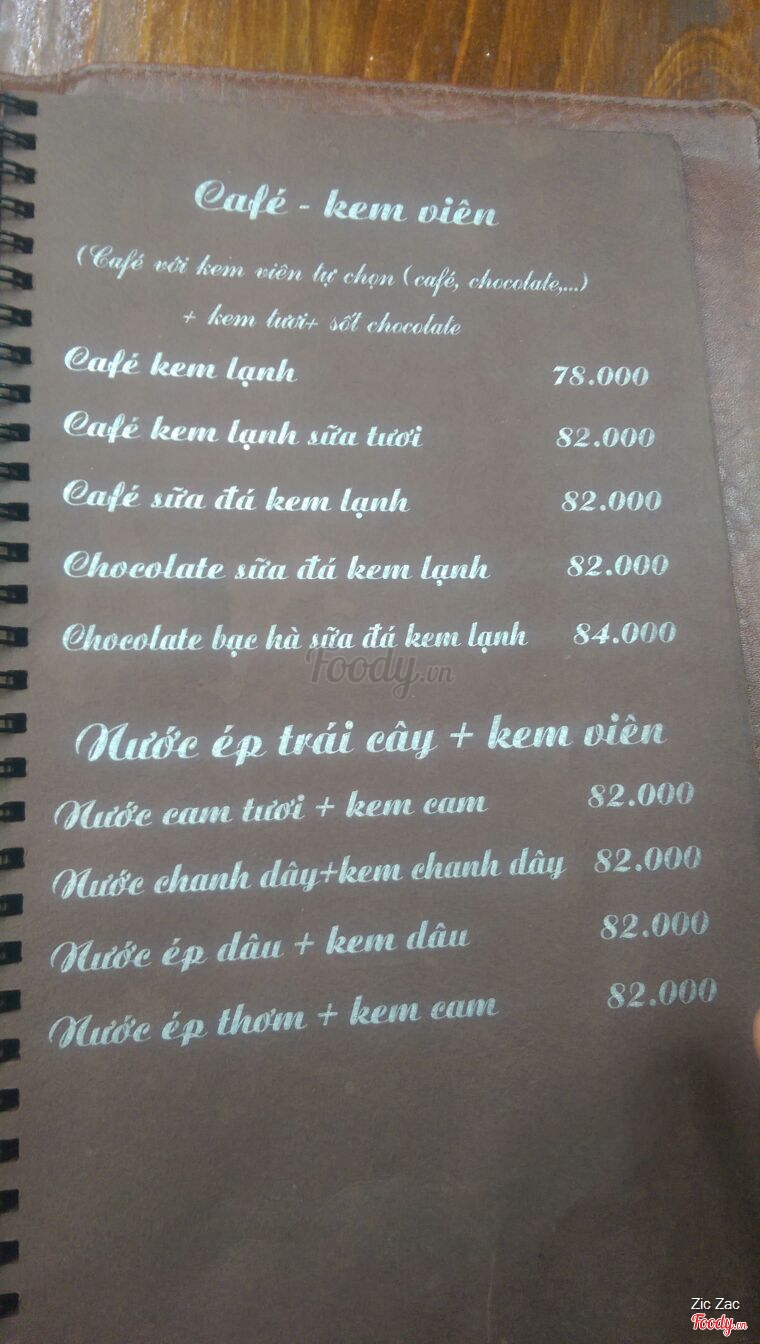 Café - kem viên
(Café với kem viên tự chọn (café, chocolate,...)
+ kem tươi+ sốt chocolate
Café kem lạnh 78.000
Café kem lạnh sữa tươi 82.000
Café sữa đá kem lạnh 82.000
Chocolate sữa đá kem lạnh 82.000
Chocolate bạc hà sữa đá kem lạnh 84.000
Foody.vn
Nước ép trái cây + kem viên
Nước cam tươi + kem cam 82.000
Nước chanh dây+kem chanh dây 82.000
Nước ép dâu + kem dâu 82.000
Nước ép thơm + kem cam 82.000
Zic Zac
Foody.vn